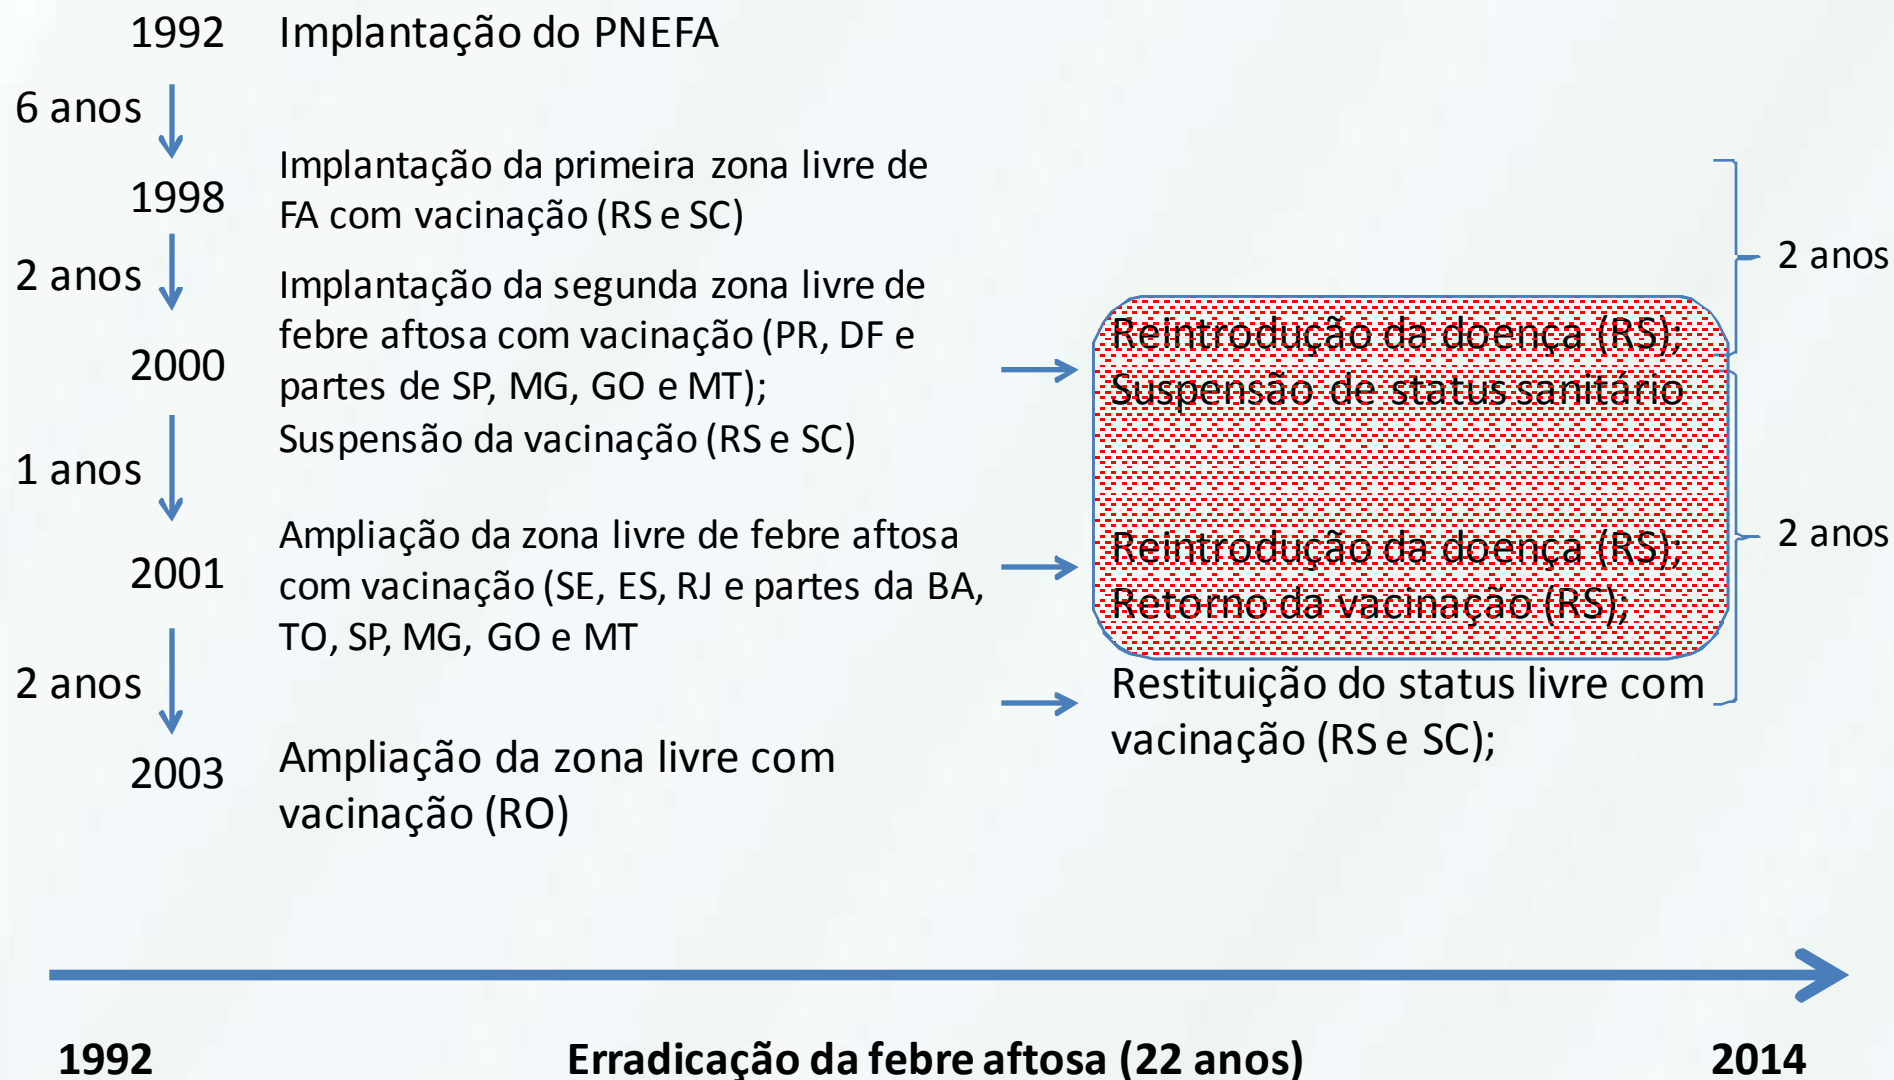 1992 Implantação do PNEFA
6 anos
1998
Implantação da primeira zona livre de
FA com vacinação (RS e SC)
2 anos
2000
Implantação da segunda zona livre de
febre aftosa com vacinação (PR, DF e
partes de SP, MG, GO e MT);
Suspensão da vacinação (RS e SC)
Reintrodução da doença (RS);
Suspensão de status sanitário
2 anos
1 anos
2001
Ampliação da zona livre de febre aftosa
com vacinação (SE, ES, RJ e partes da BA,
TO, SP, MG, GO e MT
Reintrodução da doença (RS);
Retorno da vacinação (RS);
2 anos
2 anos
Restituição do status livre com
vacinação (RS e SC);
2003
Ampliação da zona livre com
vacinação (RO)
1992 Erradicação da febre aftosa (22 anos) 2014